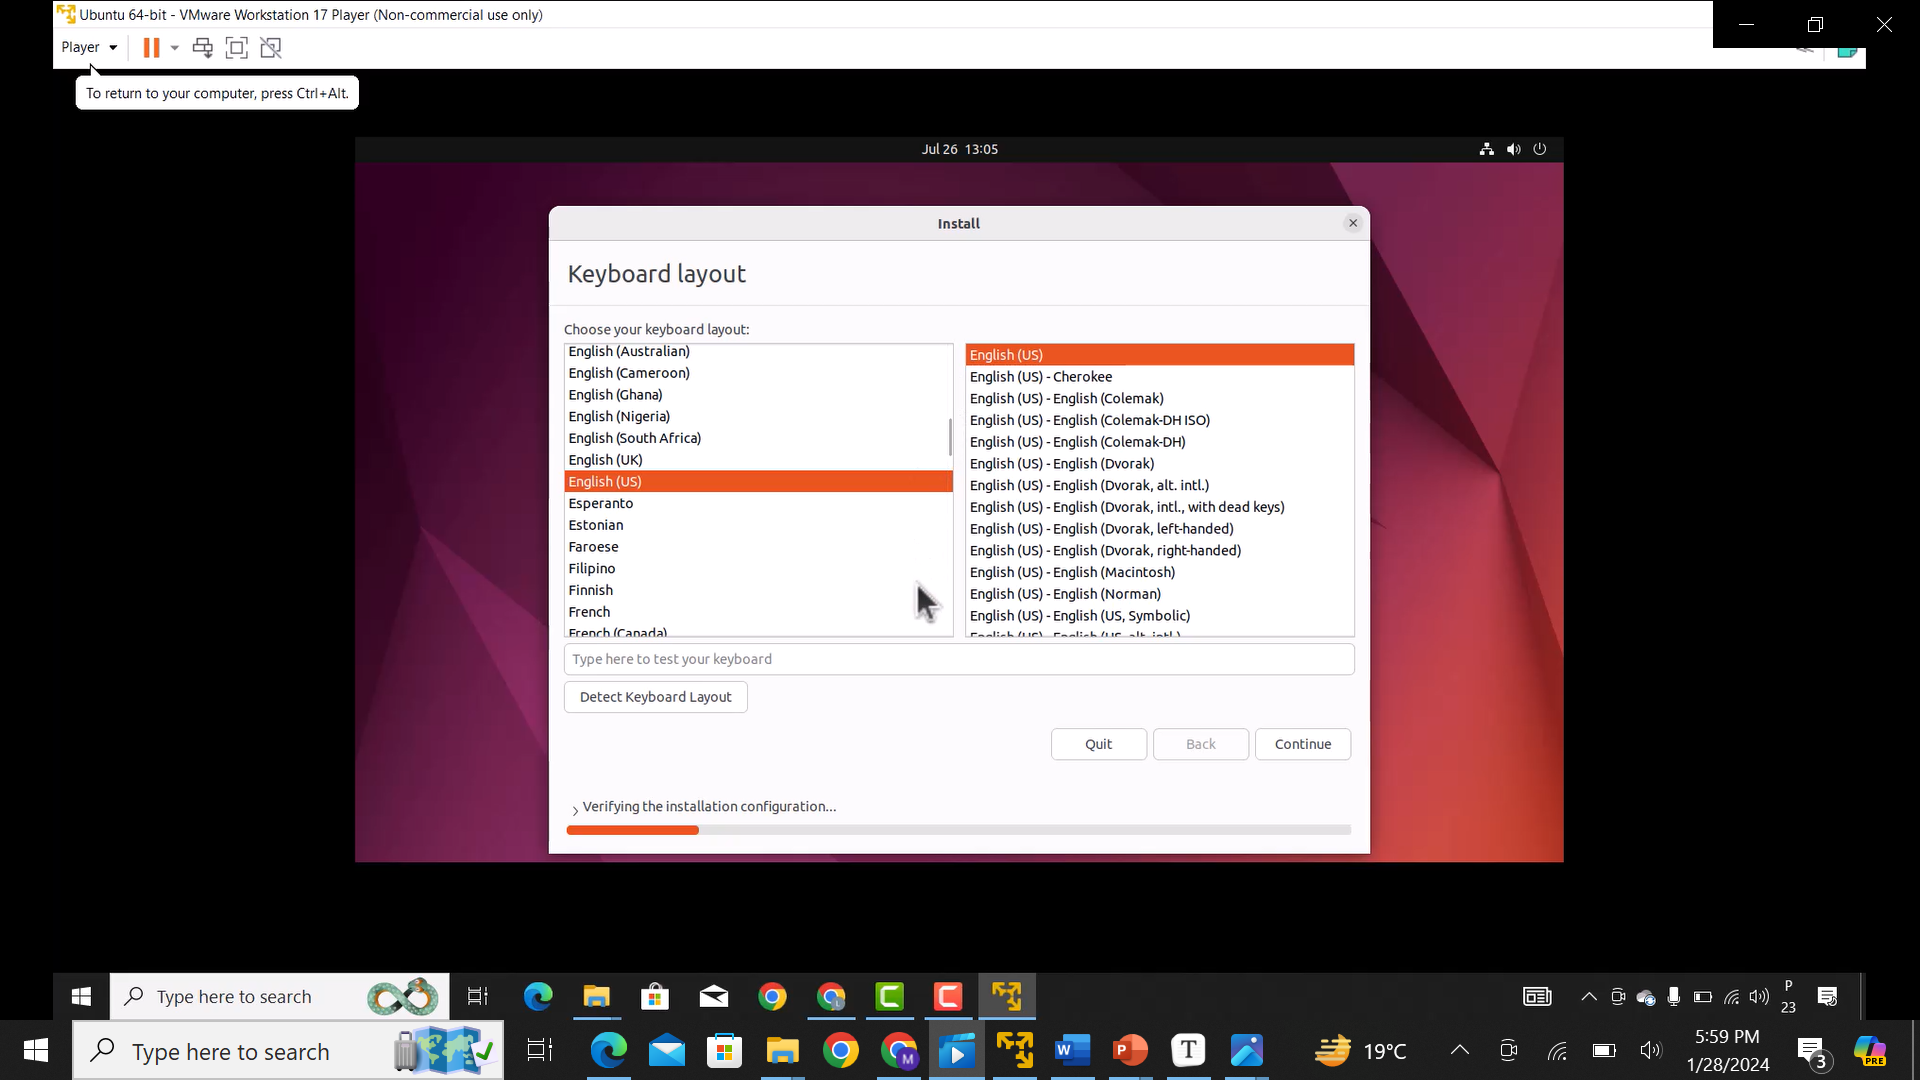 Ubuntu 64-bit - VMware Workstation 17 Player (Non-commercial use only)
Player
To return to your computer, press Ctrl+Alt.
Jul 26 13:05
Install
Keyboard layout
Choose your keyboard layout:
English (Australian)
English (Cameroon)
English (Ghana)
English (Nigeria)
English (South Africa)
English (UK)
English (US)
Esperanto
Estonian
Faroese
Filipino
Finnish
French
French (Canada)
English (US)
English (US) - Cherokee
English (US) - English (Colemak)
English (US) - English (Colemak-DH ISO)
English (US) - English (Colemak-DH)
English (US) - English (Dvorak)
English (US) - English (Dvorak, alt. intl.)
English (US) - English (Dvorak, intl., with dead keys)
English (US) - English (Dvorak, left-handed)
English (US) - English (Dvorak, right-handed)
English (US) - English (Macintosh)
English (US) - English (Norman)
English (US) - English (US, Symbolic)
English (US) - English (US, alt. intl.)
Type here to test your keyboard
Detect Keyboard Layout
Quit
Back
Continue
Verifying the installation configuration...
Type here to search
P
23
Type here to search
19°C
5:59 PM
1/28/2024
3
PRE